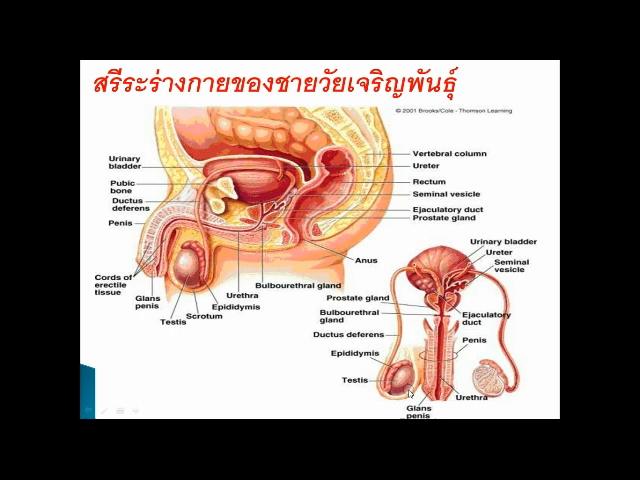 สรีระร่างกายของชายวัยเจริญพันธุ์
© 2001 Brooks/Cole - Thomson Learning
Urinary
bladder
Pubic
bone
Ductus
deferens
Penis
Cords of
erectile
tissue
Glans
penis
Testis
Scrotum
Epididymis
Urethra
Bulbourethral gland
Vertebral column
Ureter
Rectum
Seminal vesicle
Ejaculatory duct
Prostate gland
Anus
Urinary bladder
Ureter
Seminal
vesicle
Prostate gland
Bulbourethral
gland
Ejaculatory
duct
Ductus deferens
Penis
Epididymis
Testis
Urethra
Glans
penis